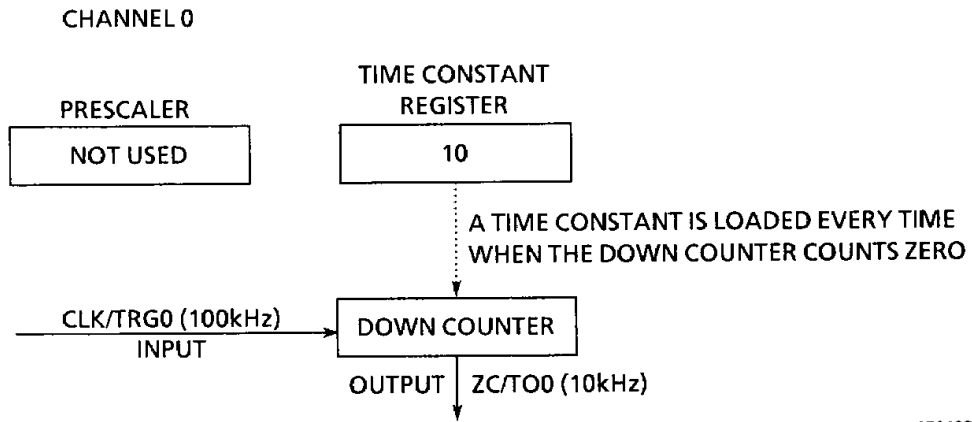 CHANNEL 0
PRESCALER
NOT USED
TIME CONSTANT
REGISTER
10
A TIME CONSTANT IS LOADED EVERY TIME
WHEN THE DOWN COUNTER COUNTS ZERO
CLK/TRG0 (100kHz)
INPUT
DOWN COUNTER
OUTPUT ZC/TO0 (10kHz)